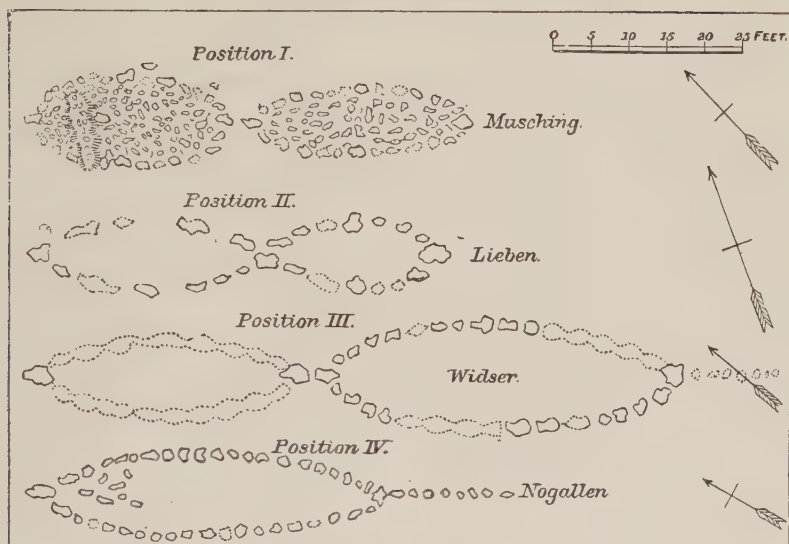 Position I.
0 5 10 15 20 25 FEET.
Musching.
Position II.
Lieben.
Position III.
Widser.
Position IV.
Nogallen